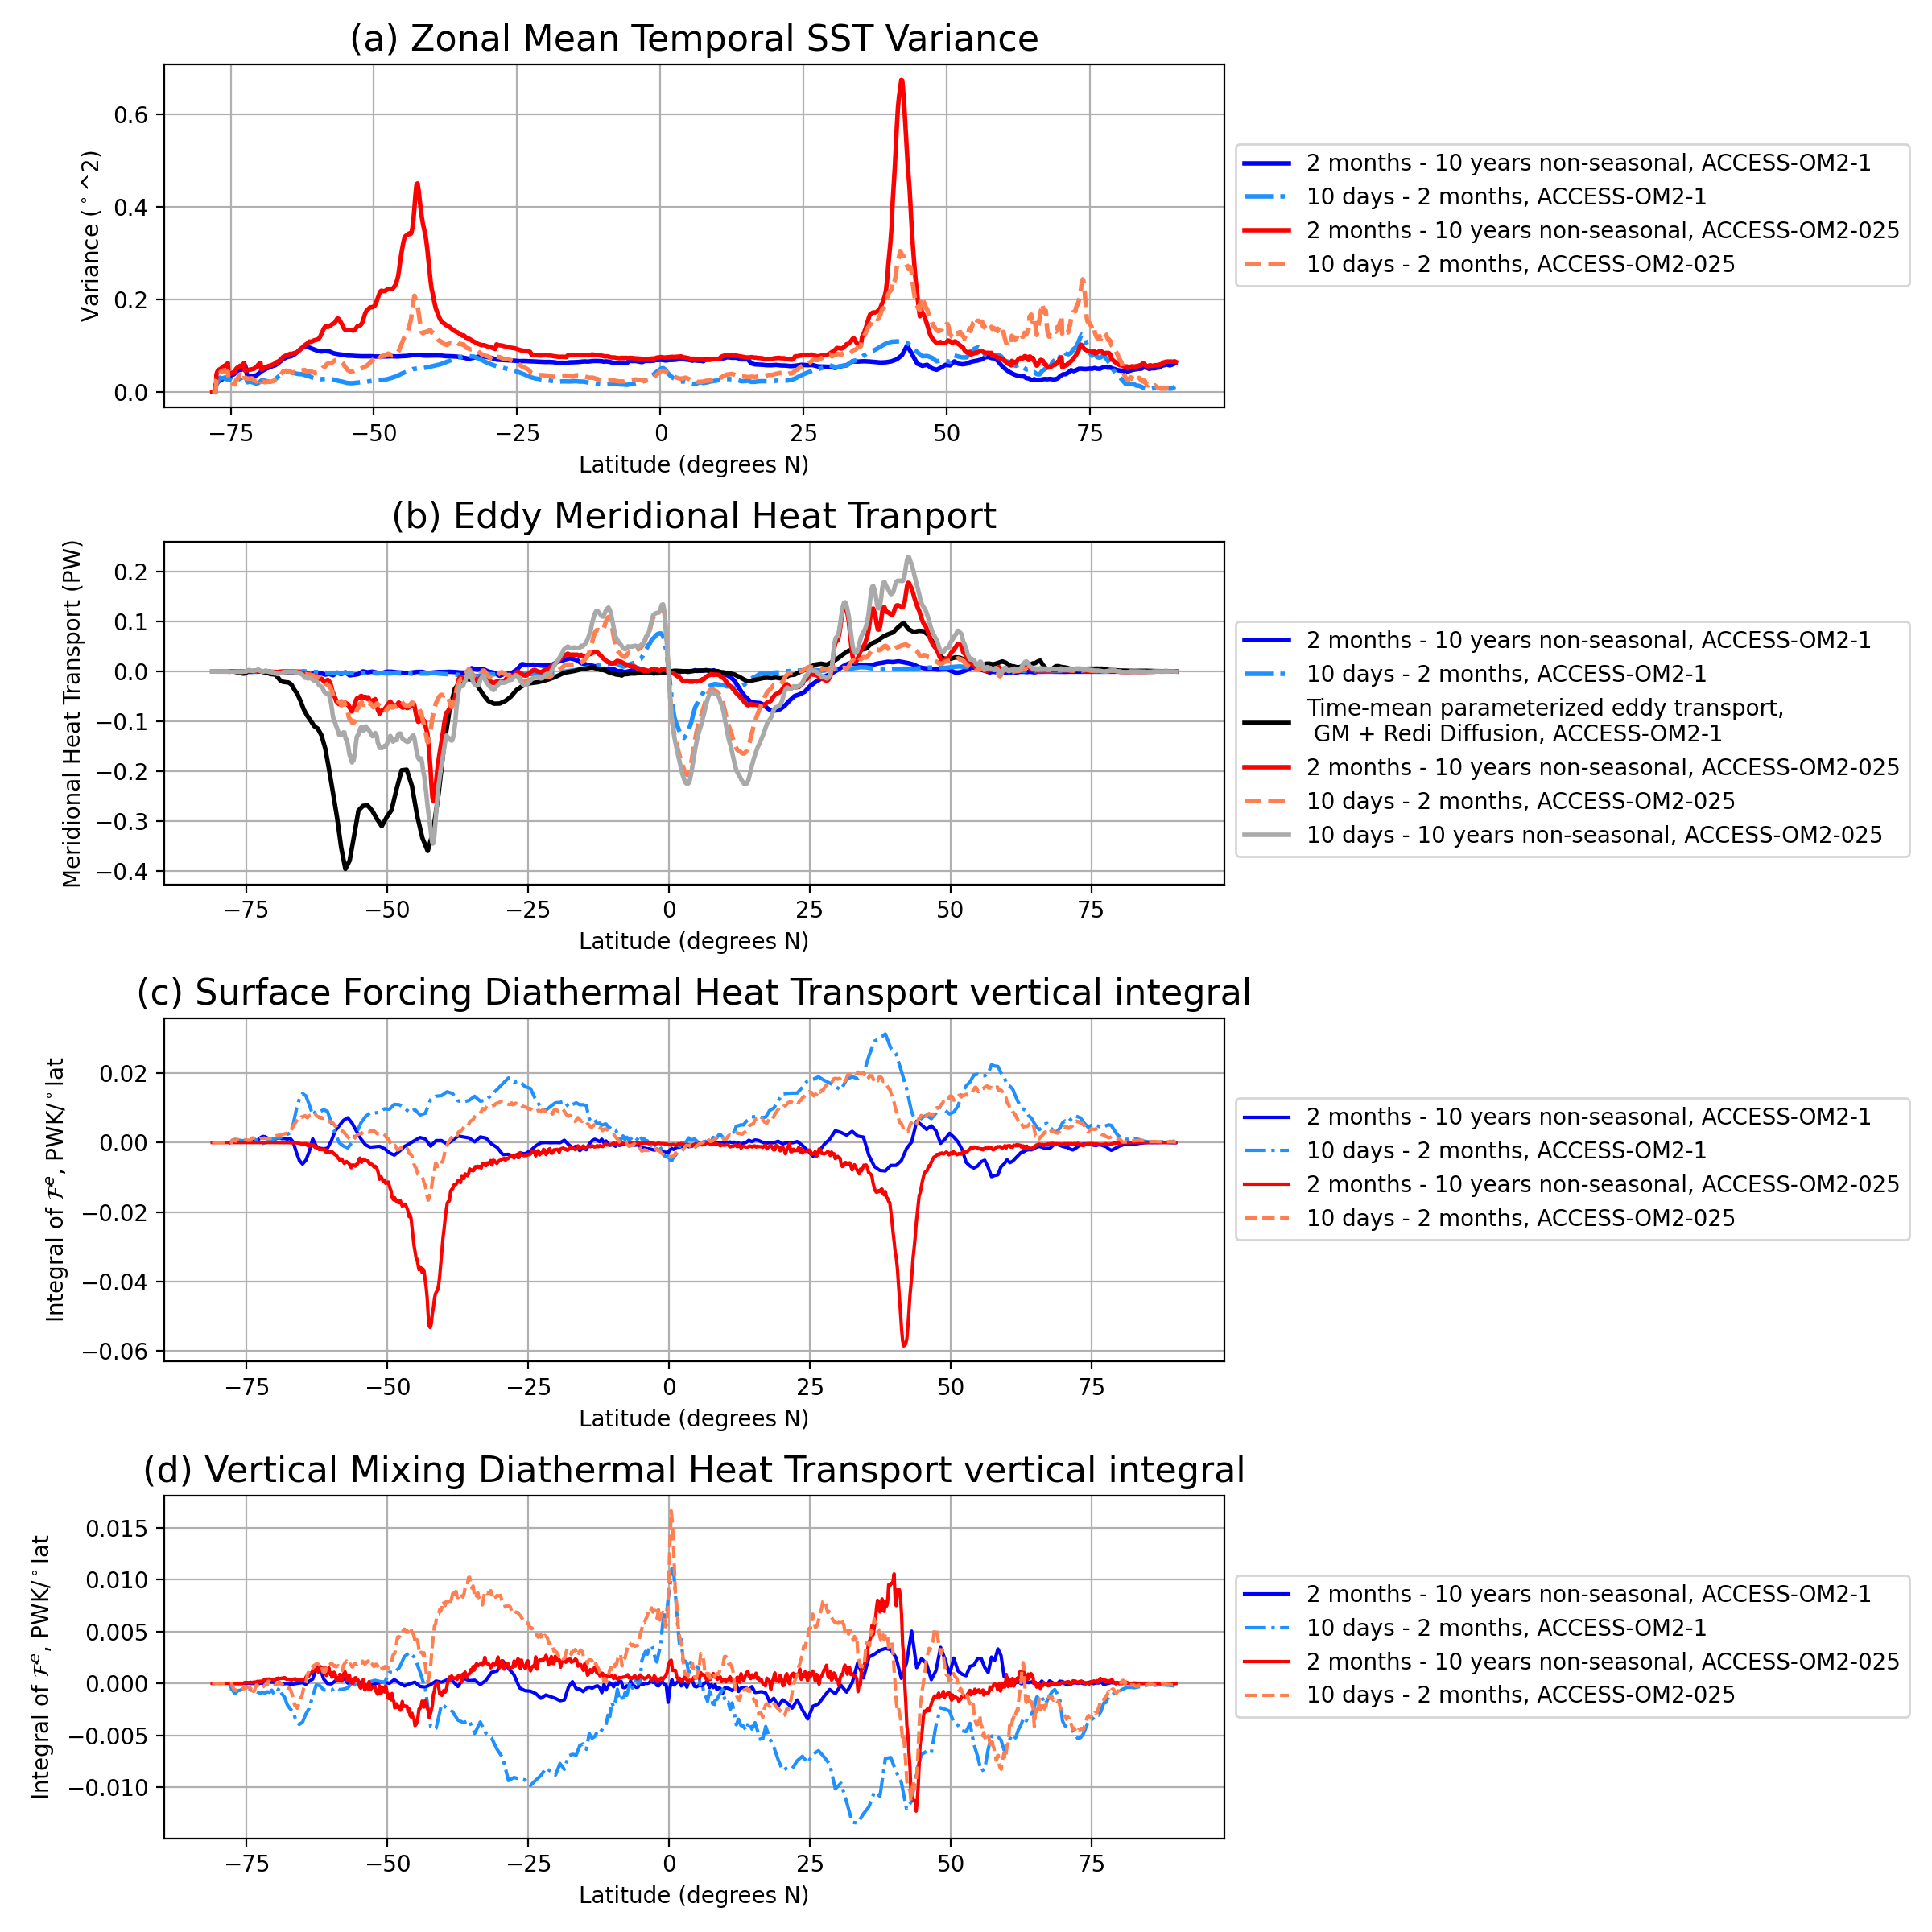 (a) Zonal Mean Temporal SST Variance
Variance (°^2)
0.6
0.4
0.2
0.0
−75 −50 −25 0 25 50 75
Latitude (degrees N)
2 months - 10 years non-seasonal, ACCESS-OM2-1
10 days - 2 months, ACCESS-OM2-1
2 months - 10 years non-seasonal, ACCESS-OM2-025
10 days - 2 months, ACCESS-OM2-025
(b) Eddy Meridional Heat Tranport
Meridional Heat Transport (PW)
0.2
0.1
0.0
−0.1
−0.2
−0.3
−0.4
−75 −50 −25 0 25 50 75
Latitude (degrees N)
2 months - 10 years non-seasonal, ACCESS-OM2-1
10 days - 2 months, ACCESS-OM2-1
Time-mean parameterized eddy transport,
GM + Redi Diffusion, ACCESS-OM2-1
2 months - 10 years non-seasonal, ACCESS-OM2-025
10 days - 2 months, ACCESS-OM2-025
10 days - 10 years non-seasonal, ACCESS-OM2-025
(c) Surface Forcing Diathermal Heat Transport vertical integral
Integral of ℱᵉ, PWK/°lat
0.02
0.00
−0.02
−0.04
−0.06
−75 −50 −25 0 25 50 75
Latitude (degrees N)
2 months - 10 years non-seasonal, ACCESS-OM2-1
10 days - 2 months, ACCESS-OM2-1
2 months - 10 years non-seasonal, ACCESS-OM2-025
10 days - 2 months, ACCESS-OM2-025
(d) Vertical Mixing Diathermal Heat Transport vertical integral
Integral of ℱᵉ, PWK/°lat
0.015
0.010
0.005
0.000
−0.005
−0.010
−75 −50 −25 0 25 50 75
Latitude (degrees N)
2 months - 10 years non-seasonal, ACCESS-OM2-1
10 days - 2 months, ACCESS-OM2-1
2 months - 10 years non-seasonal, ACCESS-OM2-025
10 days - 2 months, ACCESS-OM2-025